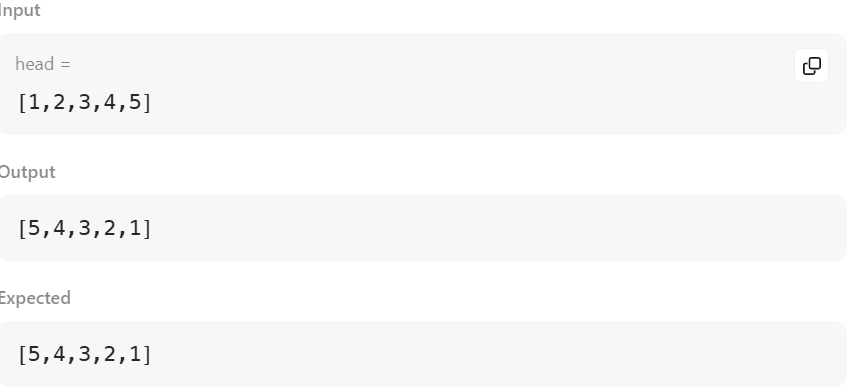 Input
head =
[1,2,3,4,5]
Output
[5,4,3,2,1]
Expected
[5,4,3,2,1]